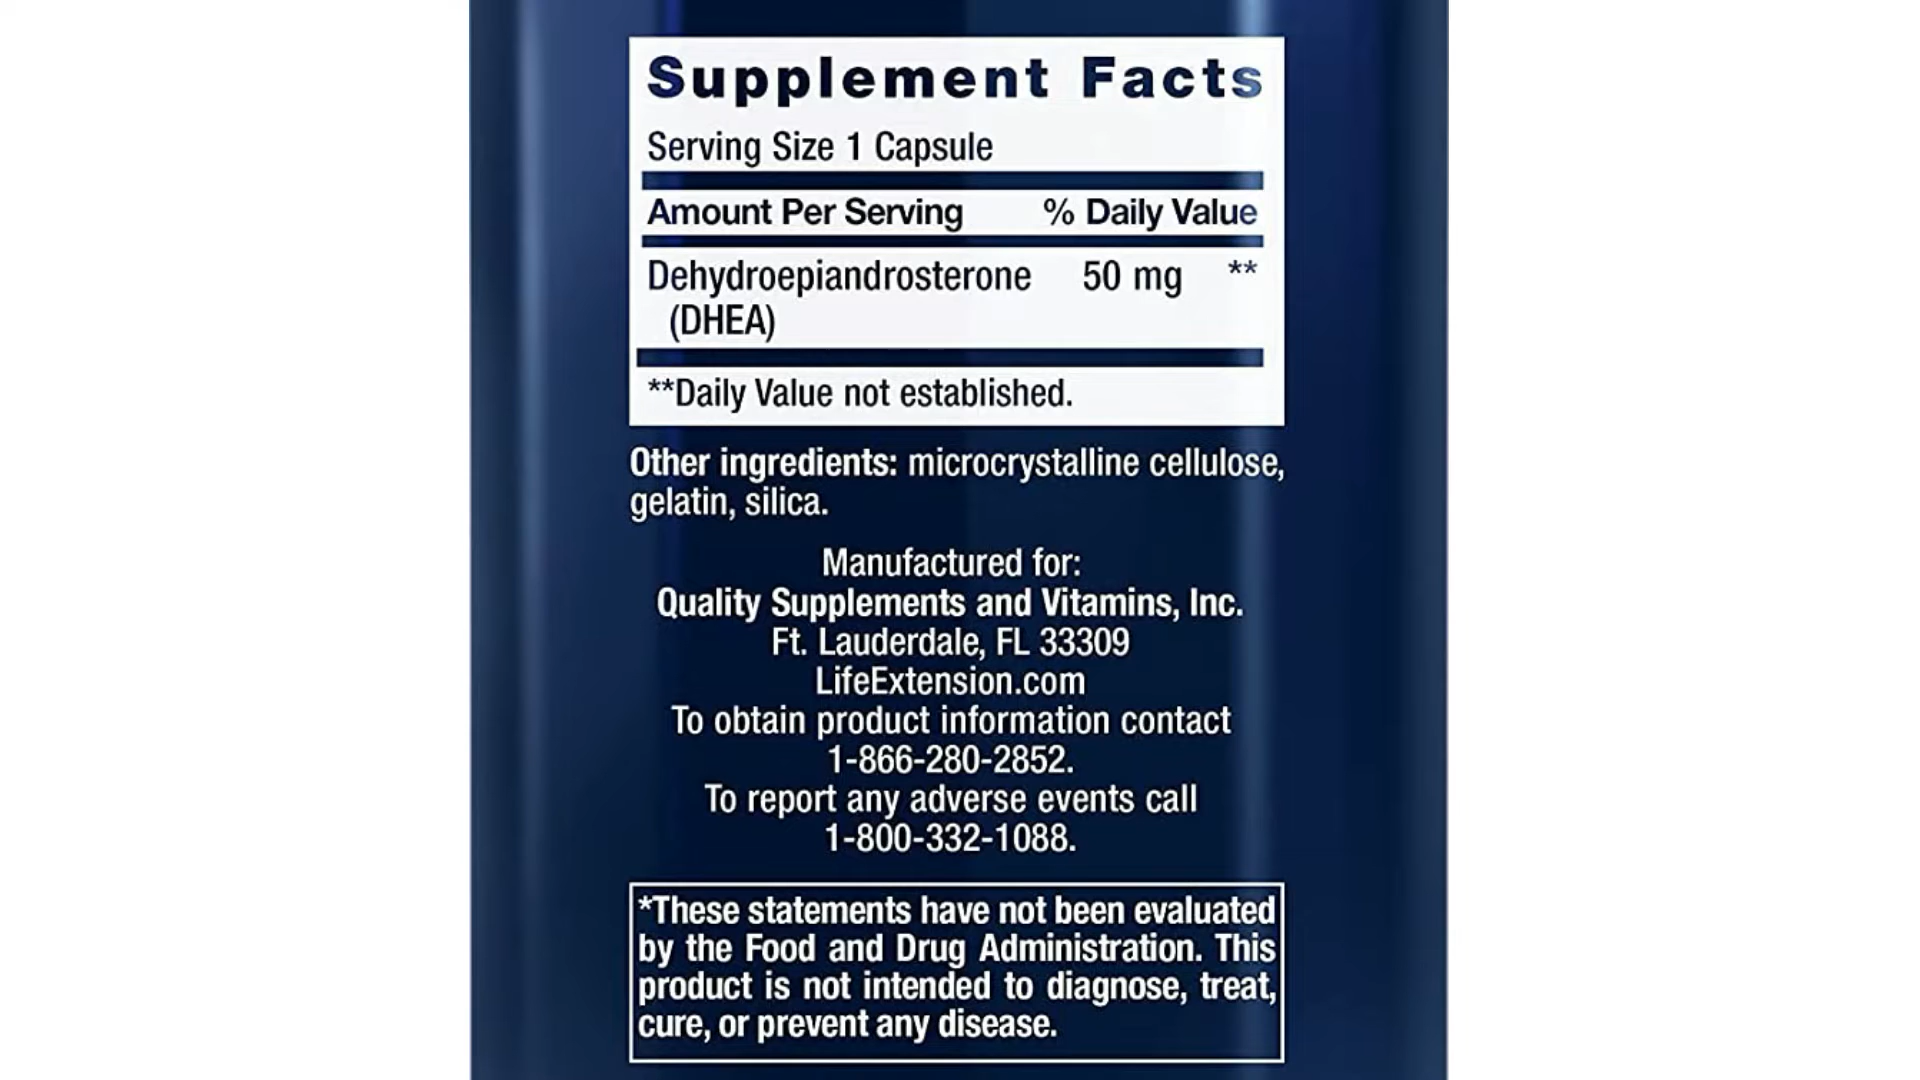 Supplement Facts
Serving Size 1 Capsule
Amount Per Serving % Daily Value
Dehydroepiandrosterone 50 mg **
(DHEA)
**Daily Value not established.
Other ingredients: microcrystalline cellulose,
gelatin, silica.
Manufactured for:
Quality Supplements and Vitamins, Inc.
Ft. Lauderdale, FL 33309
LifeExtension.com
To obtain product information contact
1-866-280-2852.
To report any adverse events call
1-800-332-1088.
*These statements have not been evaluated
by the Food and Drug Administration. This
product is not intended to diagnose, treat,
cure, or prevent any disease.